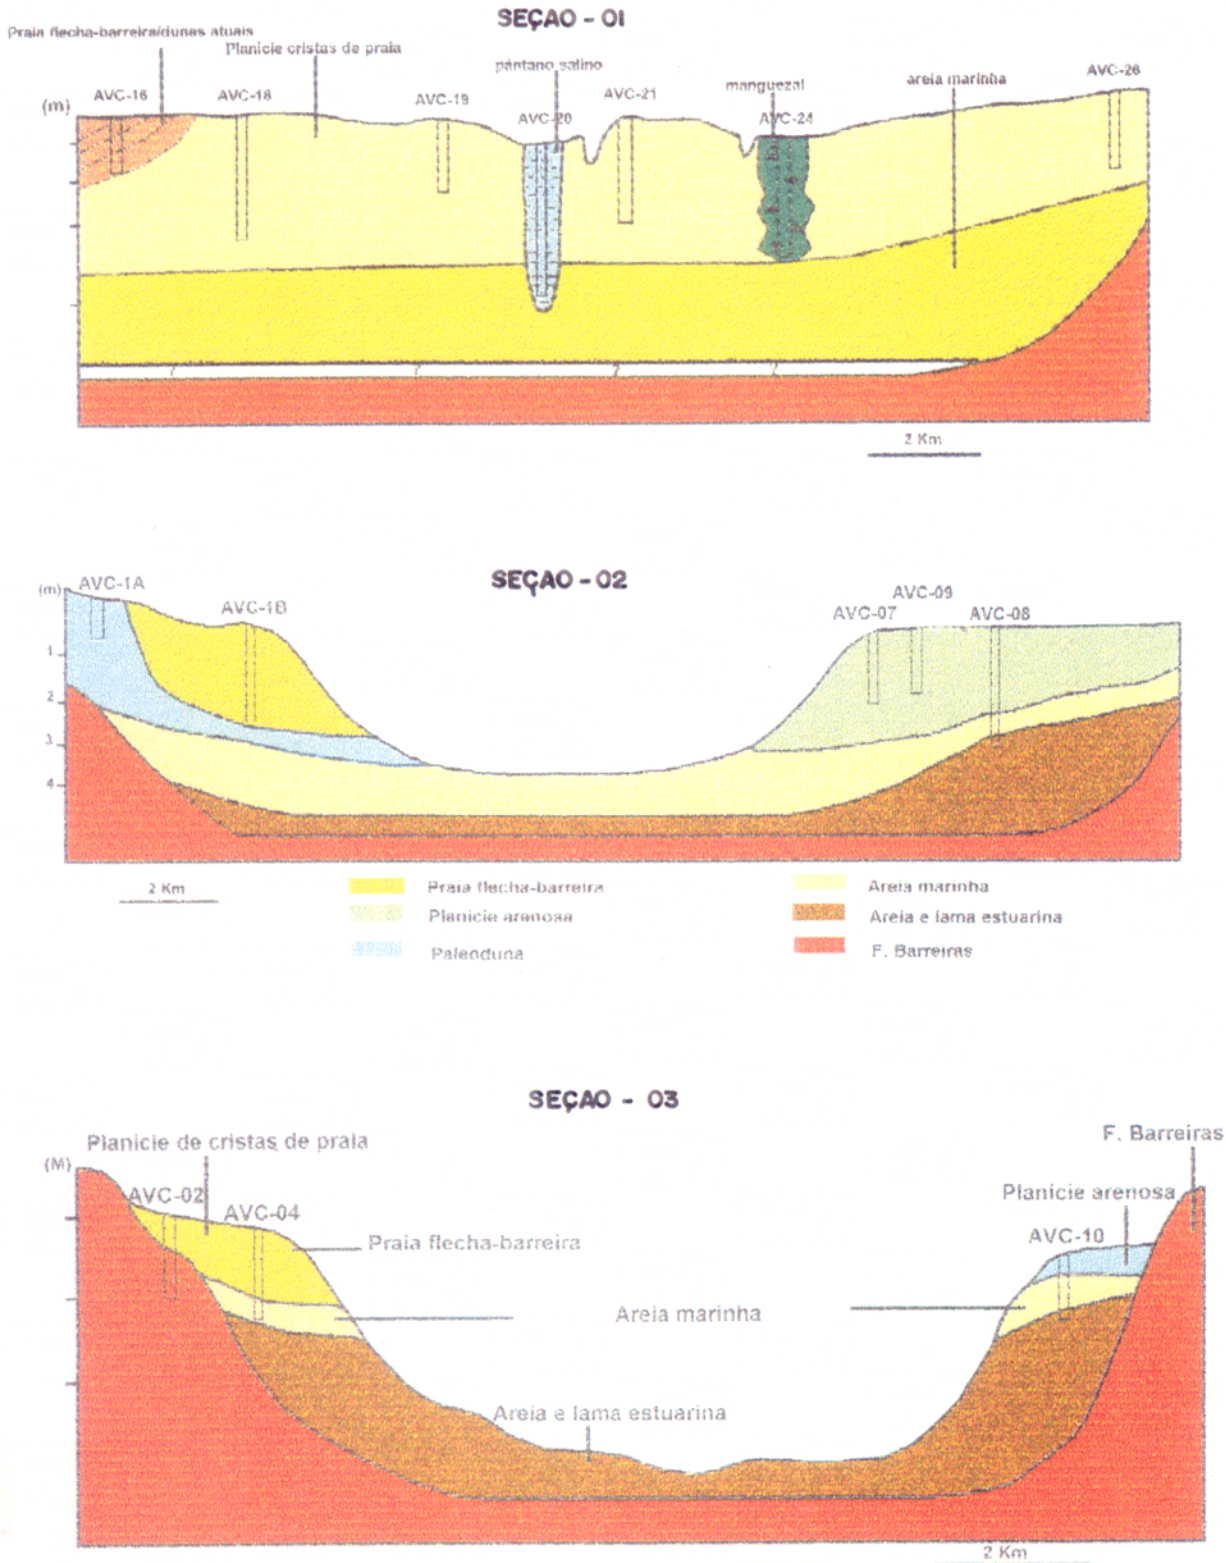 SEÇAO - 01
Praia flecha-barreira/dunas atuais
Planicie cristas de praia
pântano salino
manguezal
areia marinha
AVC-26
(m)
AVC-16
AVC-18
AVC-19
AVC-20
AVC-21
AVC-24
?
?
?
?
2 Km
SEÇAO - 02
(m)
AVC-1A
AVC-1B
AVC-07
AVC-09
AVC-08
1
2
3
4
2 Km
Praia flecha-barreira
Planicie arenosa
Palenduna
Areia marinha
Areia e lama estuarina
F. Barreiras
SEÇAO - 03
Planicie de cristas de praia
F. Barreiras
(M)
AVC-02
AVC-04
Planície arenosa
AVC-10
Praia flecha-barreira
Areia marinha
Areia e lama estuarina
2 Km